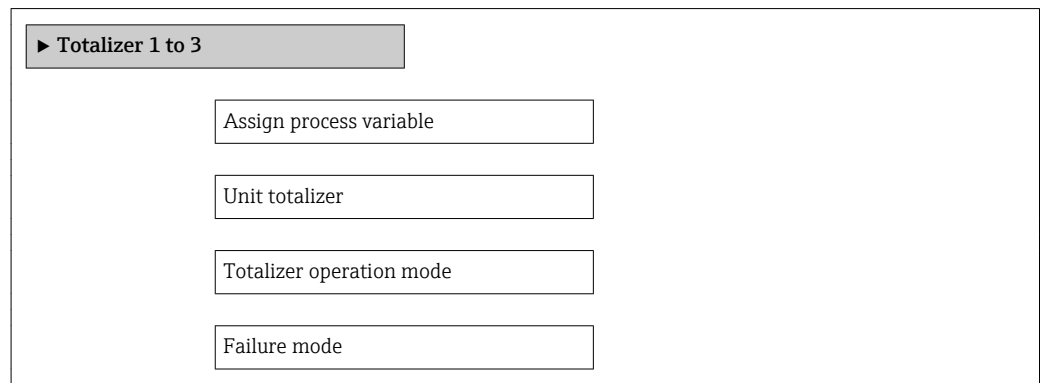 ▶ Totalizer 1 to 3
Assign process variable
Unit totalizer
Totalizer operation mode
Failure mode